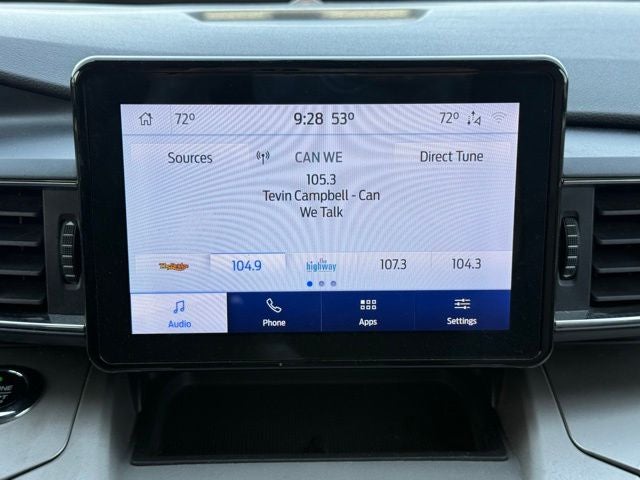 72° 9:28 53° 72°
Sources CAN WE Direct Tune
105.3
Tevin Campbell - Can
We Talk
104.9 the highway 107.3 104.3
Audio Phone Apps Settings